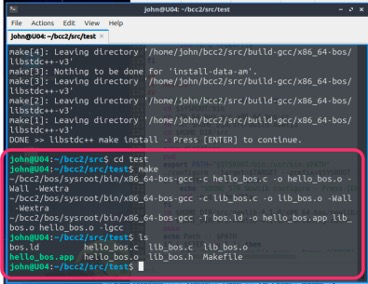 john@U04:~/bcc2/src/test
File Actions Edit View Help
john@U04:~/bcc2/src/test
make[4]: Leaving directory '/home/john/bcc2/src/build-gcc/x86_64-bos/
libstdc++-v3'
make[3]: Nothing to be done for 'install-data-am'.
make[3]: Leaving directory '/home/john/bcc2/src/build-gcc/x86_64-bos/
libstdc++-v3'
make[2]: Leaving directory '/home/john/bcc2/src/build-gcc/x86_64-bos/
libstdc++-v3'
make[1]: Leaving directory '/home/john/bcc2/src/build-gcc/x86_64-bos/
libstdc++-v3'
DONE >> libstdc++ make install - Press [ENTER] to continue.
john@U04:~/bcc2/src$ cd test
john@U04:~/bcc2/src/test$ make
~/bcc2/bos/sysroot/bin/x86_64-bos-gcc -c hello_bos.c -o hello_bos.o -
Wall -Wextra
~/bcc2/bos/sysroot/bin/x86_64-bos-gcc -c lib_bos.c -o lib_bos.o -Wall
-Wextra
~/bcc2/bos/sysroot/bin/x86_64-bos-gcc -T bos.ld -o hello_bos.app lib_
bos.o hello_bos.o -lgcc
john@U04:~/bcc2/src/test$ ls
bos.ld hello_bos.c lib_bos.c lib_bos.o
hello_bos.app hello_bos.o lib_bos.h Makefile
john@U04:~/bcc2/src/test$